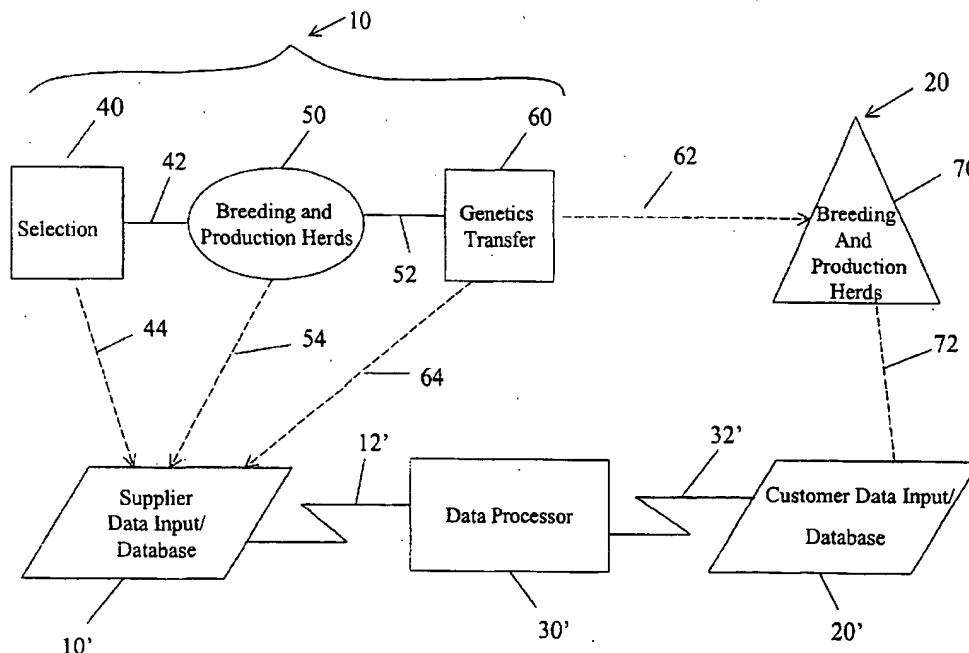 10
40
50
60
20
42
62
70
Selection
Breeding and
Production Herds
Genetics
Transfer
Breeding
And
Production
Herds
52
44
54
64
72
12'
32'
Supplier
Data Input/
Database
Data Processor
Customer Data Input/
Database
10'
30'
20'